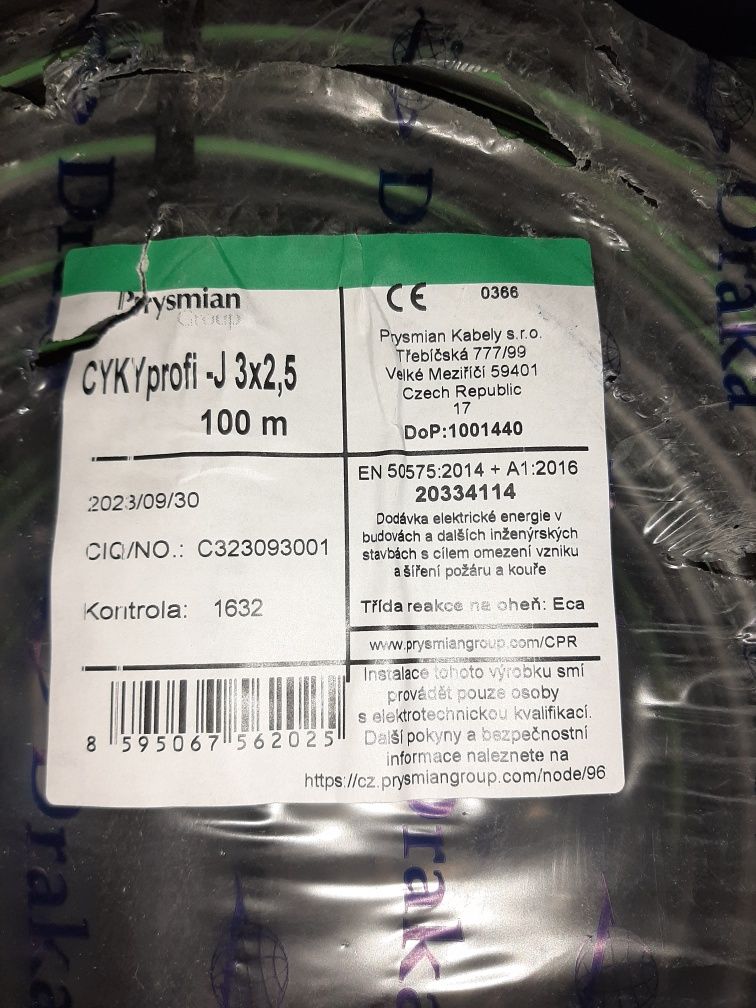 Draka
D
Draka
Prysmian
Group
CYKYprofi -J 3x2,5
100 m
2023/09/30
CIQ/NO.: C323093001
Kontrola: 1632
8 595067 562025
CE 0366
Prysmian Kabely s.r.o.
Třebíčská 777/99
Velké Meziříčí 59401
Czech Republic
17
DoP:1001440
EN 50575:2014 + A1:2016
20334114
Dodávka elektrické energie v
budovách a dalších inženýrských
stavbách s cílem omezení vzniku
a šíření požáru a kouře
Třída reakce na oheň: Eca
www.prysmiangroup.com/CPR
Instalace tohoto výrobku smí
provádět pouze osoby
s elektrotechnickou kvalifikací.
Další pokyny a bezpečnostní
informace naleznete na
https://cz.prysmiangroup.com/node/96
Draka
Draka